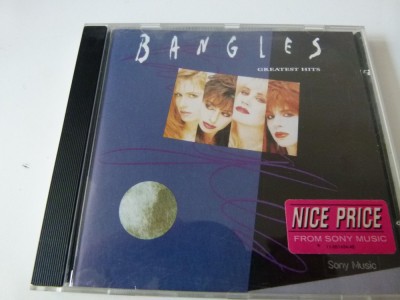 BANGLES
GREATEST HITS
NICE PRICE
FROM SONY MUSIC
Sony Music